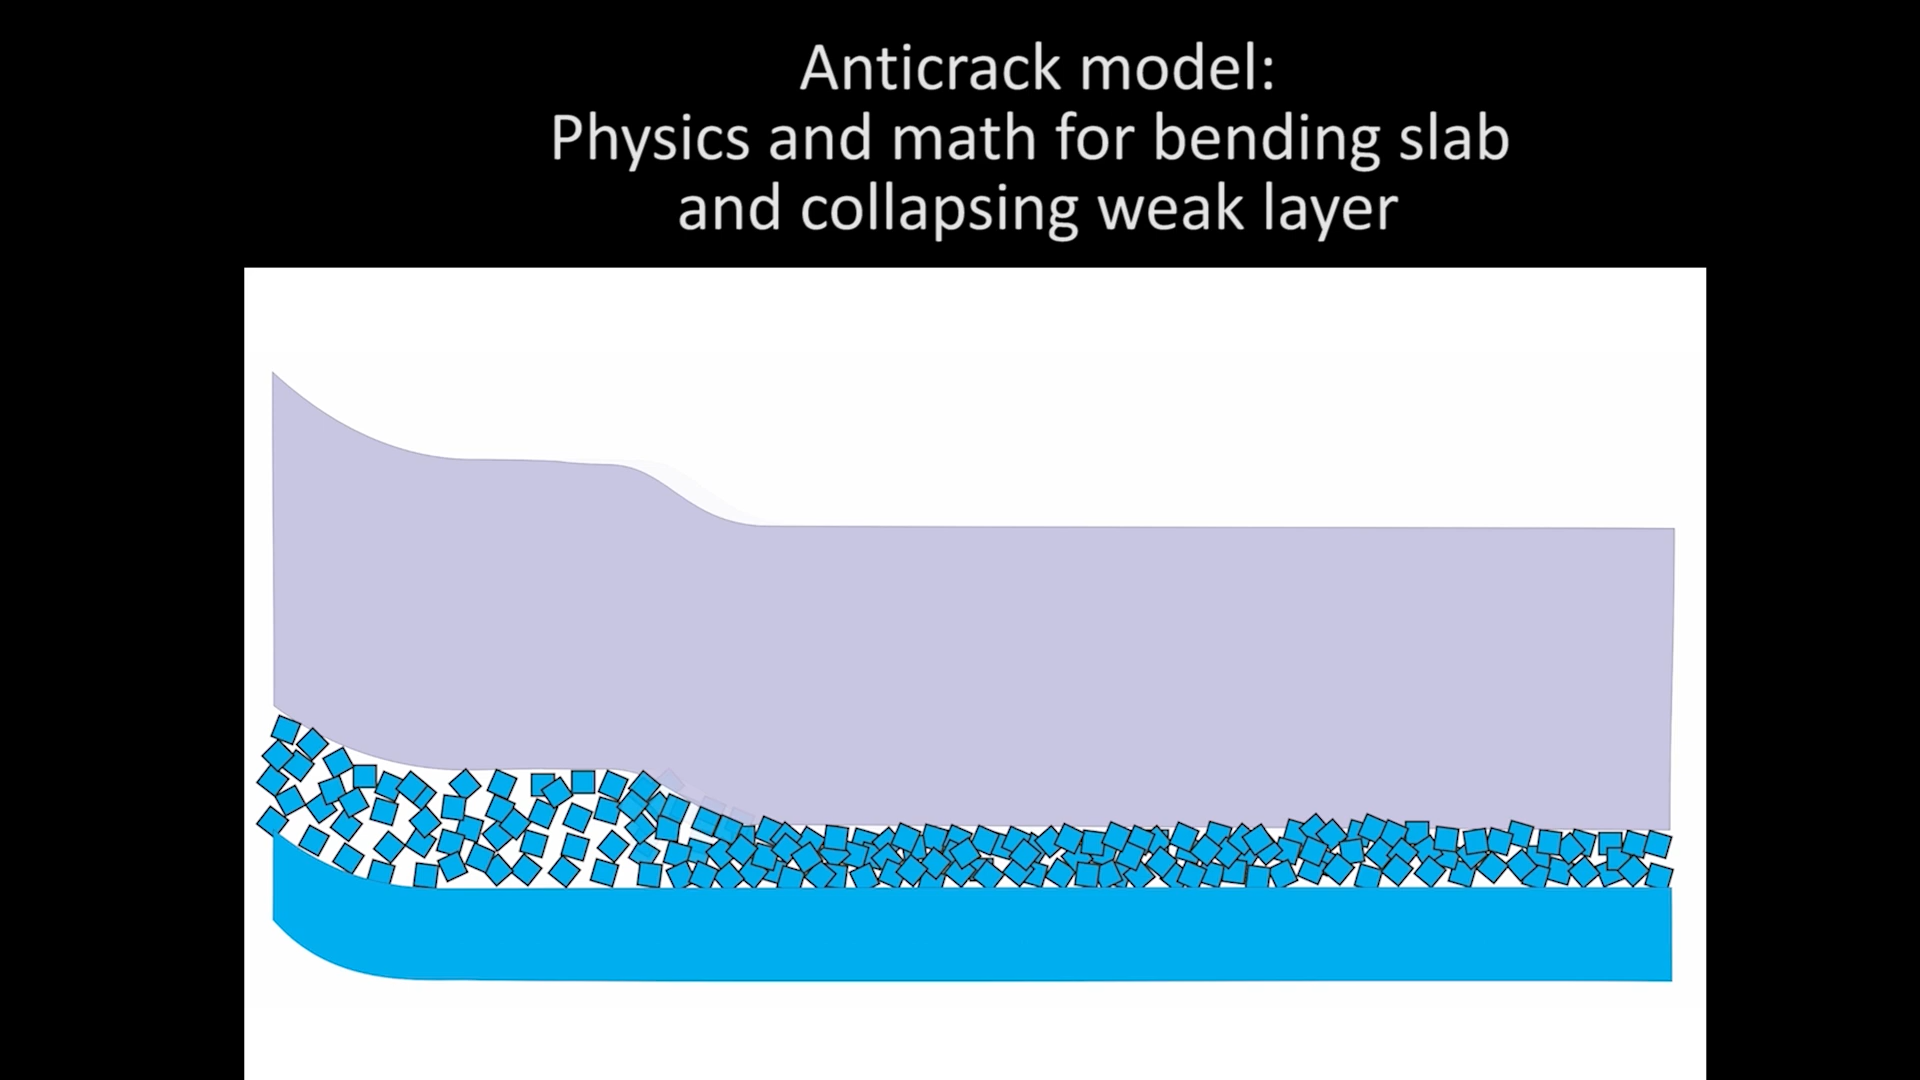 Anticrack model:
Physics and math for bending slab
and collapsing weak layer